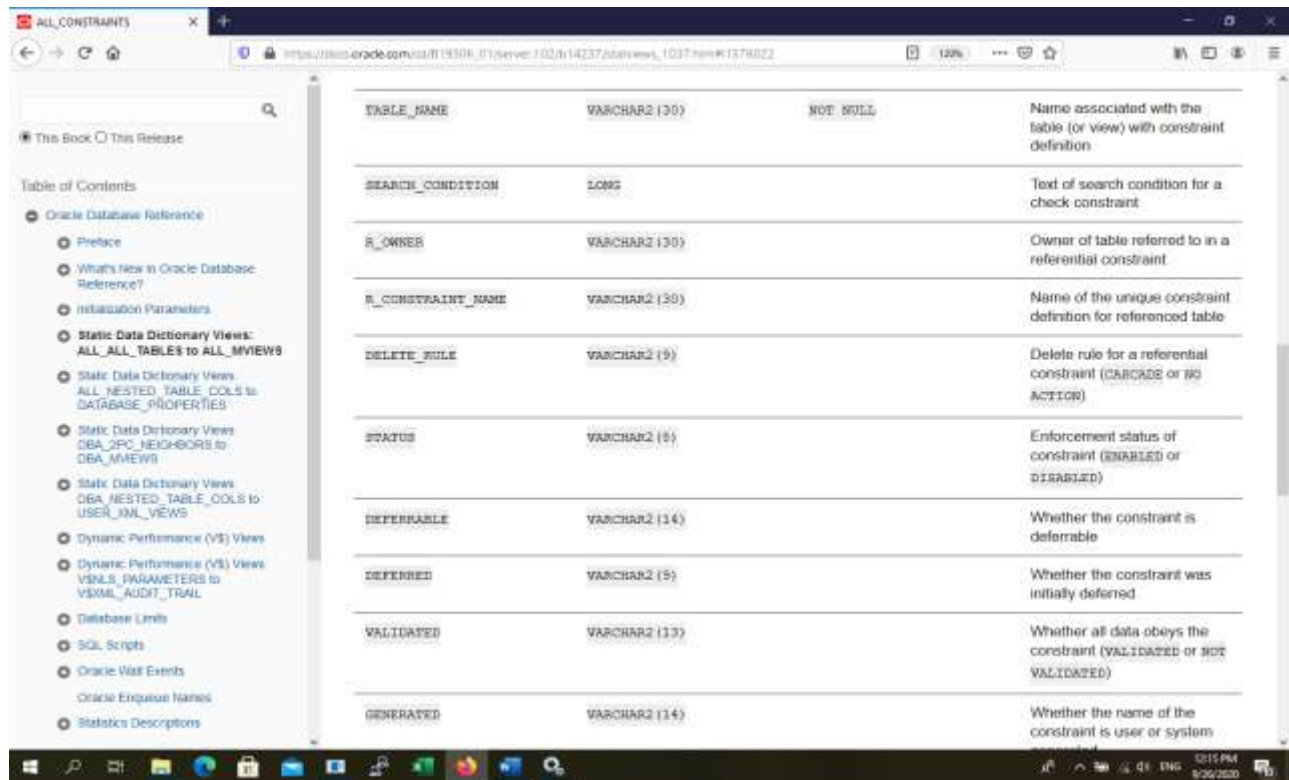 ALL_CONSTRAINTS
120%
This Book This Release
Table of Contents
Oracle Database Reference
Preface
What's New in Oracle Database
Reference?
Initialization Parameters
Static Data Dictionary Views:
ALL_ALL_TABLES to ALL_MVIEWS
Static Data Dictionary Views
ALL_NESTED_TABLE_COLS to
DATABASE_PROPERTIES
Static Data Dictionary Views
DBA_2PC_NEIGHBORS to
DBA_MVIEWS
Static Data Dictionary Views
DBA_NESTED_TABLE_COLS to
USER_XML_VIEWS
Dynamic Performance (V$) Views
Dynamic Performance (V$) Views
V$NLS_PARAMETERS to
V$XML_AUDIT_TRAIL
Database Limits
SQL Scripts
Oracle Wait Events
Oracle Enqueue Names
Statistics Descriptions
TABLE_NAME VARCHAR2(30) NOT NULL Name associated with the
table (or view) with constraint
definition
SEARCH_CONDITION LONG Text of search condition for a
check constraint
R_OWNER VARCHAR2(30) Owner of table referred to in a
referential constraint
R_CONSTRAINT_NAME VARCHAR2(30) Name of the unique constraint
definition for referenced table
DELETE_RULE VARCHAR2(9) Delete rule for a referential
constraint (CASCADE or NO
ACTION)
STATUS VARCHAR2(8) Enforcement status of
constraint (ENABLED or
DISABLED)
DEFERRABLE VARCHAR2(14) Whether the constraint is
deferrable
DEFERRED VARCHAR2(9) Whether the constraint was
initially deferred
VALIDATED VARCHAR2(13) Whether all data obeys the
constraint (VALIDATED or NOT
VALIDATED)
GENERATED VARCHAR2(14) Whether the name of the
constraint is user or system
ENG
12:15 PM
9/20/2020